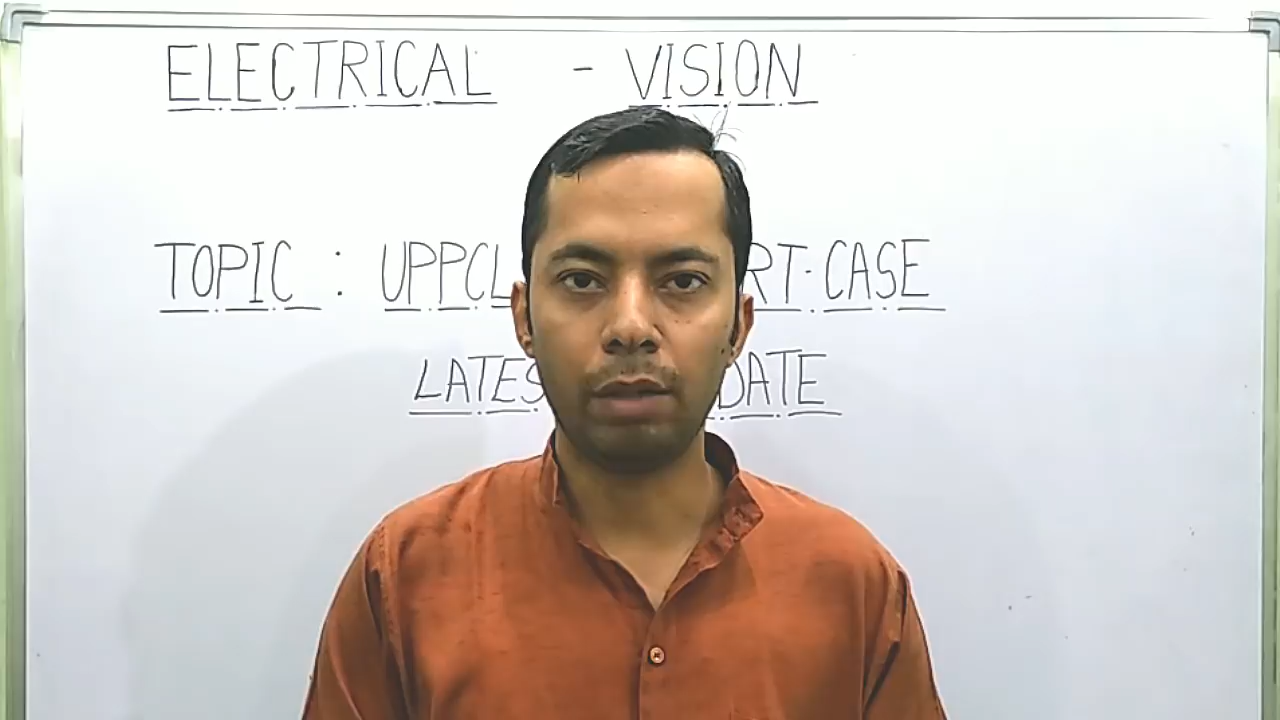 ELECTRICAL - VISION
TOPIC : UPPCL RT-CASE
LATES DATE